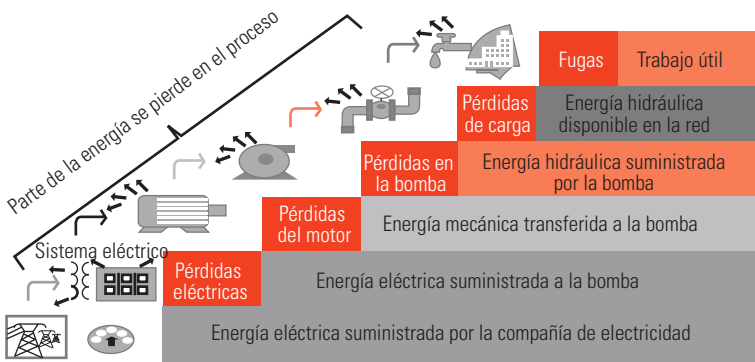 Parte de la energía se pierde en el proceso
Fugas
Trabajo útil
Pérdidas
de carga
Energía hidráulica
disponible en la red
Pérdidas en
la bomba
Energía hidráulica suministrada
por la bomba
Pérdidas
del motor
Energía mecánica transferida a la bomba
Sistema eléctrico
Pérdidas
eléctricas
Energía eléctrica suministrada a la bomba
Energía eléctrica suministrada por la compañía de electricidad